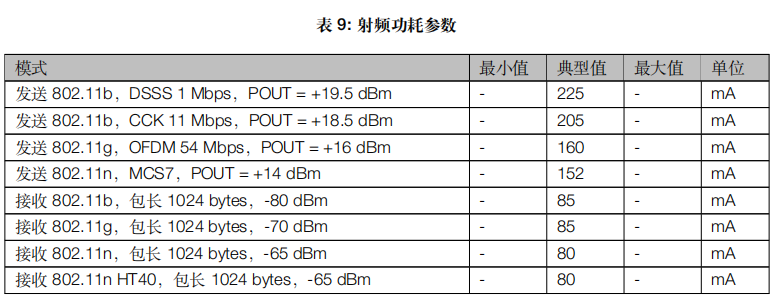 表 9: 射频功耗参数
模式 最小值 典型值 最大值 单位
发送 802.11b，DSSS 1 Mbps，POUT = +19.5 dBm - 225 - mA
发送 802.11b，CCK 11 Mbps，POUT = +18.5 dBm - 205 - mA
发送 802.11g，OFDM 54 Mbps，POUT = +16 dBm - 160 - mA
发送 802.11n，MCS7，POUT = +14 dBm - 152 - mA
接收 802.11b，包长 1024 bytes，-80 dBm - 85 - mA
接收 802.11g，包长 1024 bytes，-70 dBm - 85 - mA
接收 802.11n，包长 1024 bytes，-65 dBm - 80 - mA
接收 802.11n HT40，包长 1024 bytes，-65 dBm - 80 - mA